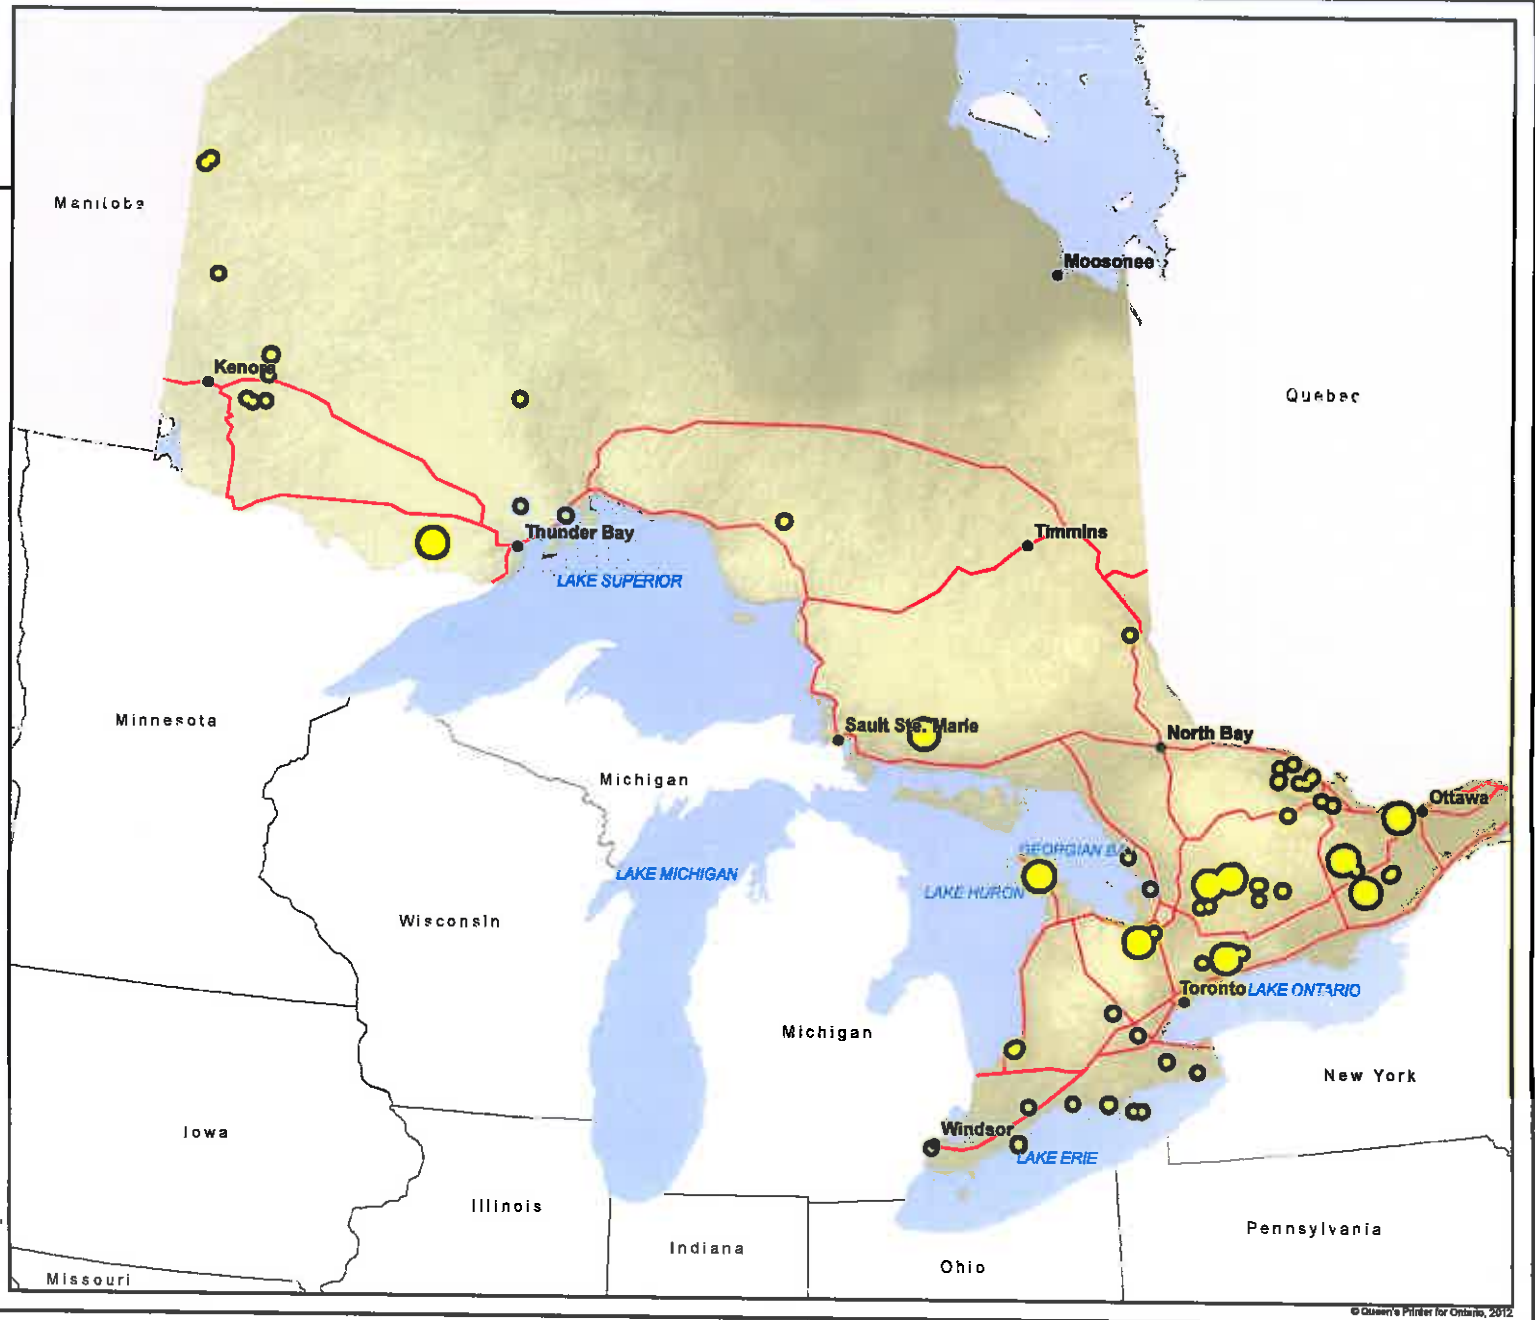 Manitoba
Moosonee
Kenora
Quebec
Thunder Bay
Timmins
LAKE SUPERIOR
Minnesota
Sault Ste. Marie
North Bay
Michigan
Ottawa
GEORGIAN BA
LAKE MICHIGAN
LAKE HURON
Wisconsin
Toronto
LAKE ONTARIO
Michigan
New York
Iowa
Windsor
LAKE ERIE
Illinois
Pennsylvania
Indiana
Ohio
Missouri
© Queen's Printer for Ontario, 2012